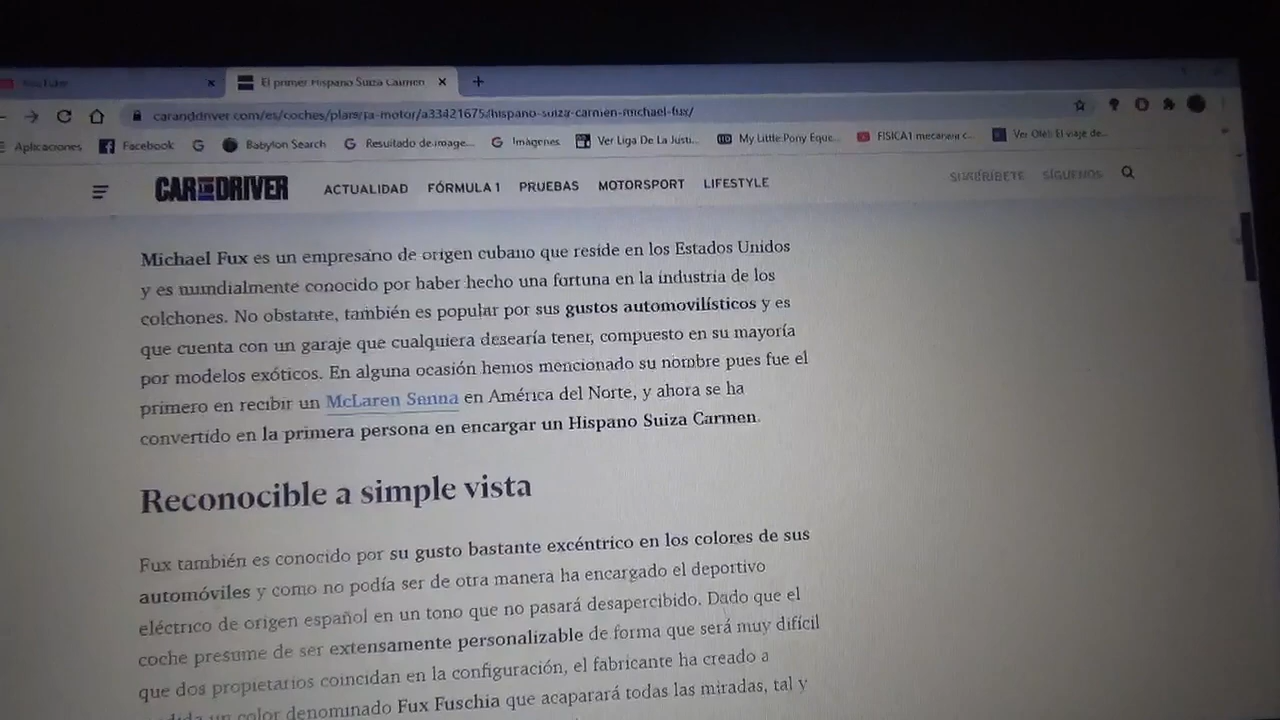 YouTube
El primer Hispano Suiza Carmen
caranddriver.com/es/coches/planeta-motor/a33421675/hispano-suiza-carmen-michael-fux/
Aplicaciones Facebook Babylon Search Resultado de image... Imágenes Ver Liga De La Justi... My Little Pony Eque... FISICA1 mecanica c... Ver Olé!: El viaje de...
CAR AND DRIVER ACTUALIDAD FÓRMULA 1 PRUEBAS MOTORSPORT LIFESTYLE SUSCRÍBETE SÍGUENOS
Michael Fux es un empresario de origen cubano que reside en los Estados Unidos
y es mundialmente conocido por haber hecho una fortuna en la industria de los
colchones. No obstante, también es popular por sus gustos automovilísticos y es
que cuenta con un garaje que cualquiera desearía tener, compuesto en su mayoría
por modelos exóticos. En alguna ocasión hemos mencionado su nombre pues fue el
primero en recibir un McLaren Senna en América del Norte, y ahora se ha
convertido en la primera persona en encargar un Hispano Suiza Carmen.
Reconocible a simple vista
Fux también es conocido por su gusto bastante excéntrico en los colores de sus
automóviles y como no podía ser de otra manera ha encargado el deportivo
eléctrico de origen español en un tono que no pasará desapercibido. Dado que el
coche presume de ser extensamente personalizable de forma que será muy difícil
que dos propietarios coincidan en la configuración, el fabricante ha creado a
medida un color denominado Fux Fuschia que acaparará todas las miradas, tal y